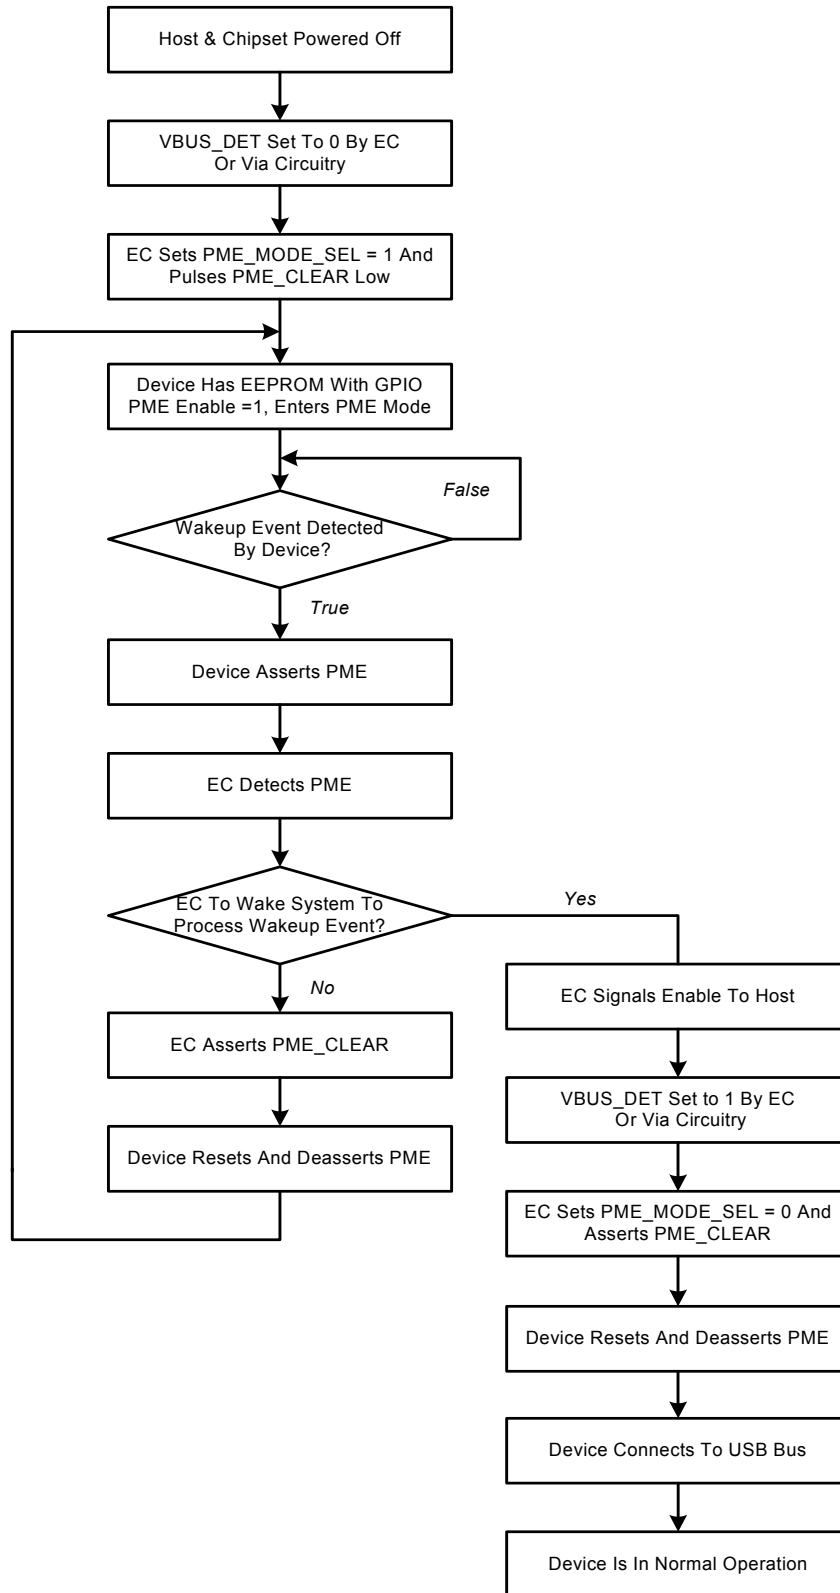 Host & Chipset Powered Off
VBUS_DET Set To 0 By EC
Or Via Circuitry
EC Sets PME_MODE_SEL = 1 And
Pulses PME_CLEAR Low
Device Has EEPROM With GPIO
PME Enable =1, Enters PME Mode
False
Wakeup Event Detected
By Device?
True
Device Asserts PME
EC Detects PME
EC To Wake System To
Process Wakeup Event?
Yes
No
EC Signals Enable To Host
EC Asserts PME_CLEAR
VBUS_DET Set to 1 By EC
Or Via Circuitry
Device Resets And Deasserts PME
EC Sets PME_MODE_SEL = 0 And
Asserts PME_CLEAR
Device Resets And Deasserts PME
Device Connects To USB Bus
Device Is In Normal Operation